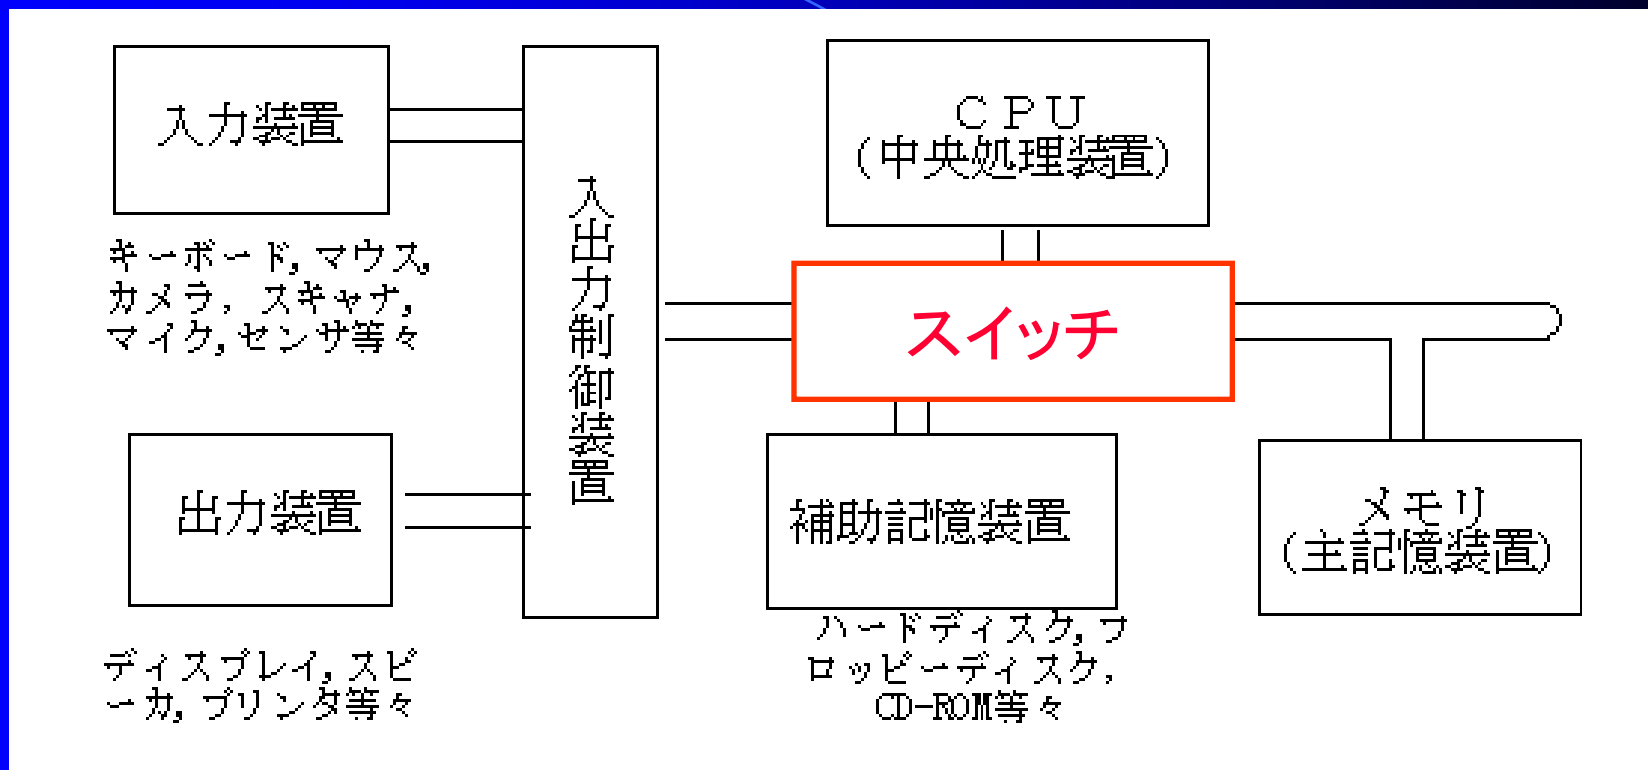 入力装置
キーボード,マウス,
カメラ, スキャナ,
マイク,センサ等々
入出力制御装置
CPU
(中央処理装置)
スイッチ
出力装置
ディスプレイ,スピ
ーカ,プリンタ等々
補助記憶装置
ハードディスク,フ
ロッピーディスク,
CD-ROM等々
メモリ
(主記憶装置)